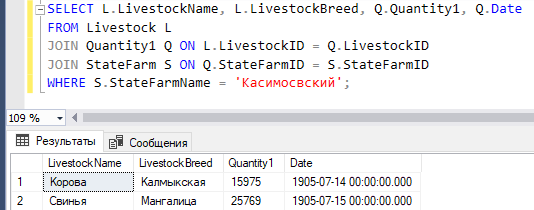 SELECT L.LivestockName, L.LivestockBreed, Q.Quantity1, Q.Date
FROM Livestock L
JOIN Quantity1 Q ON L.LivestockID = Q.LivestockID
JOIN StateFarm S ON Q.StateFarmID = S.StateFarmID
WHERE S.StateFarmName = 'Касимосвский';
109 %
Результаты Сообщения
LivestockName LivestockBreed Quantity1 Date
1 Корова Калмыкская 15975 1905-07-14 00:00:00.000
2 Свинья Мангалица 25769 1905-07-15 00:00:00.000